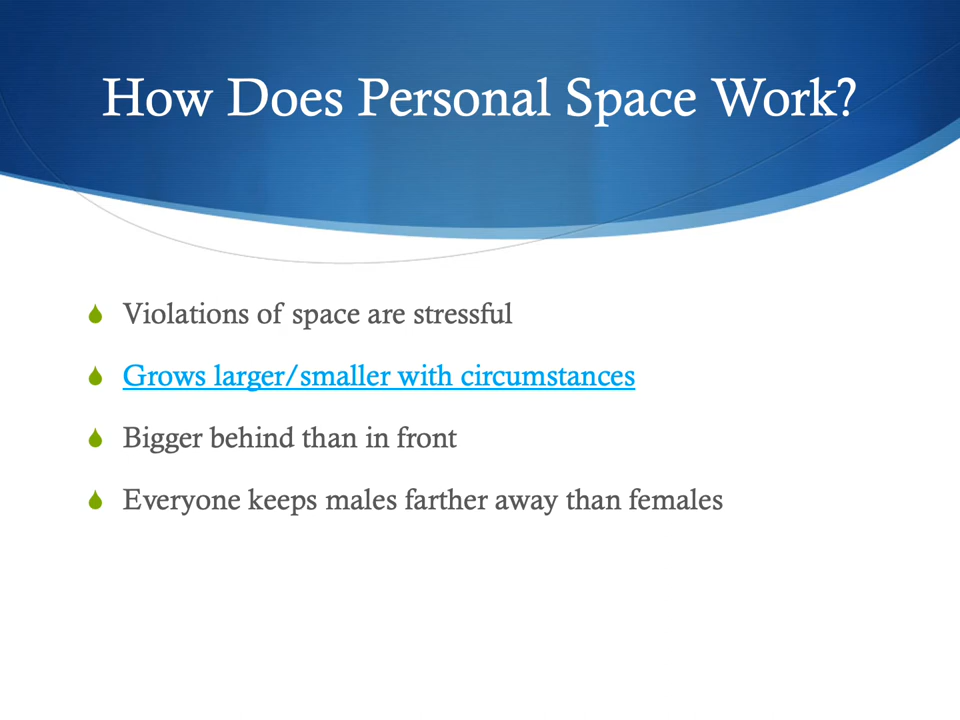 How Does Personal Space Work?
Violations of space are stressful
Grows larger/smaller with circumstances
Bigger behind than in front
Everyone keeps males farther away than females